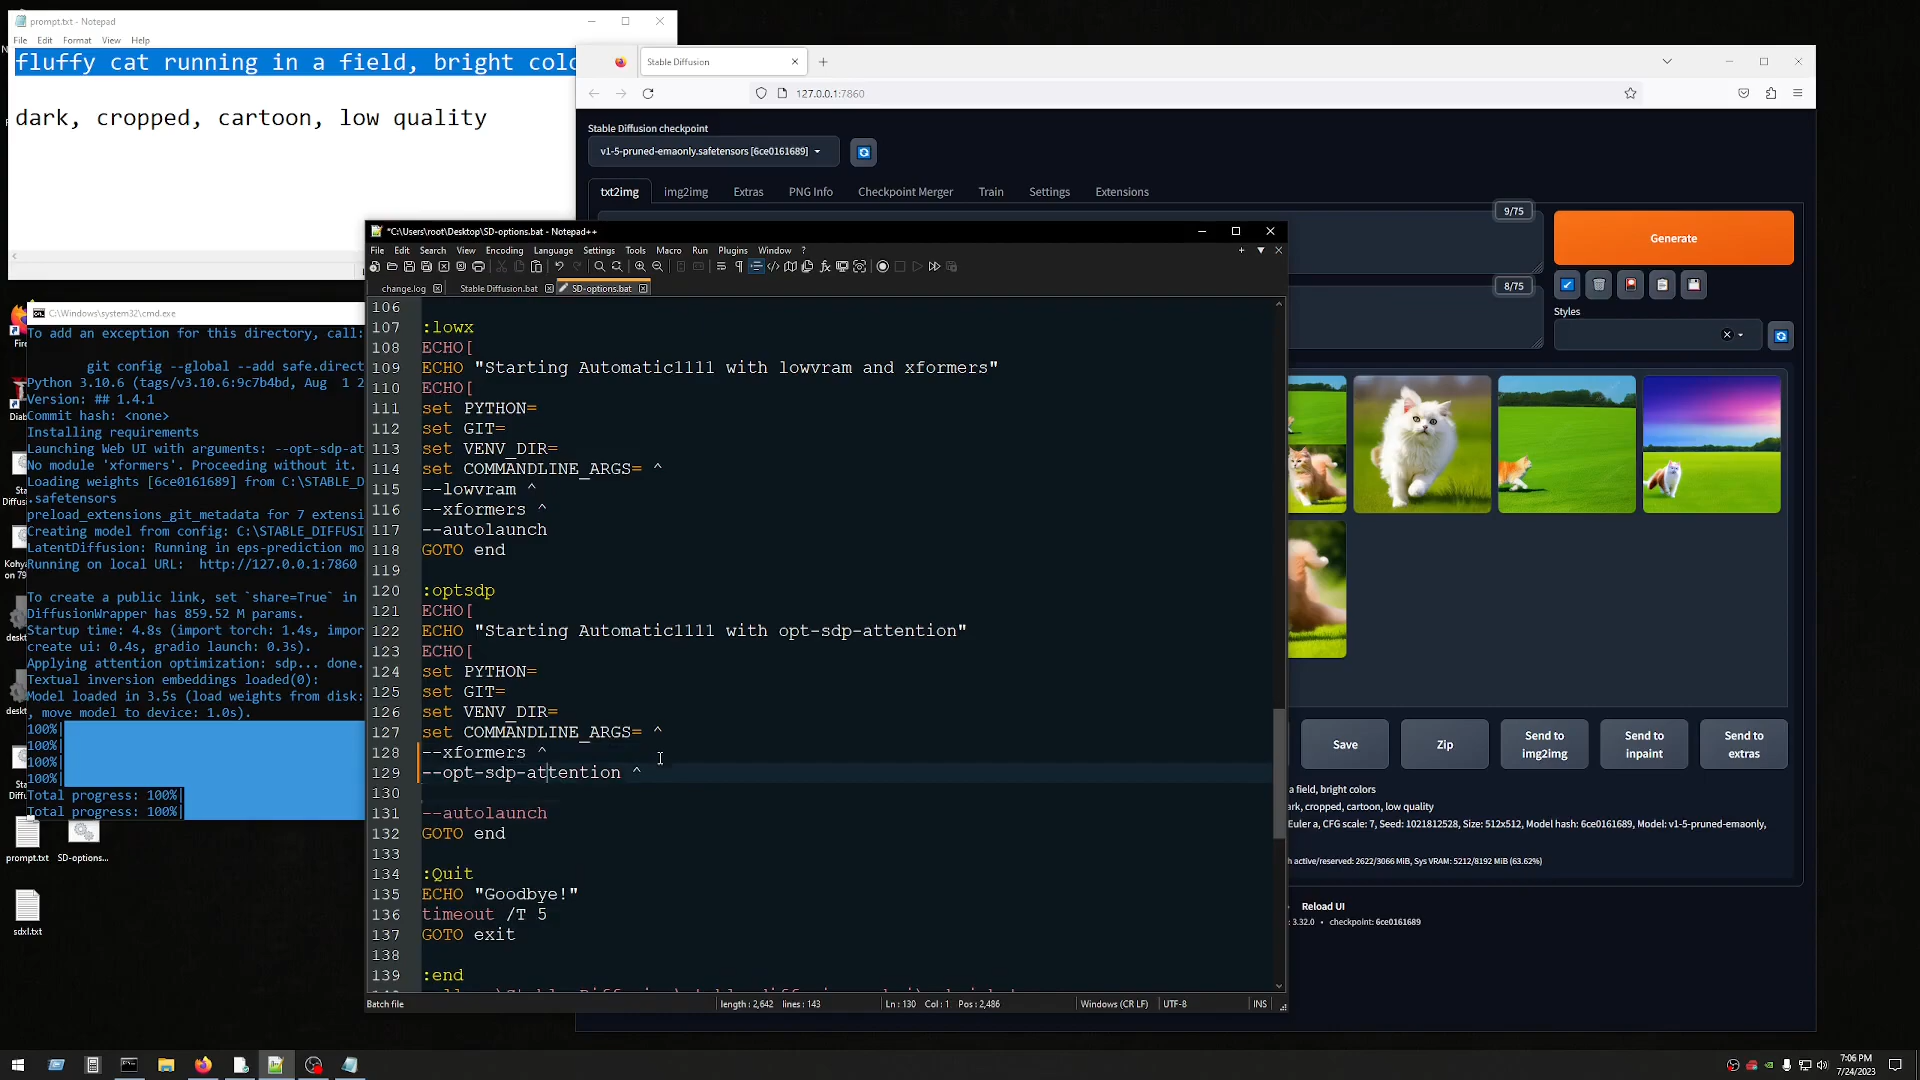 prompt.txt - Notepad
File Edit Format View Help
fluffy cat running in a field, bright colo
dark, cropped, cartoon, low quality
Stable Diffusion
127.0.0.1:7860
Stable Diffusion checkpoint
v1-5-pruned-emaonly.safetensors [6ce0161689]
txt2img img2img Extras PNG Info Checkpoint Merger Train Settings Extensions
9/75
Generate
8/75
Styles
C:\Windows\system32\cmd.exe
To add an exception for this directory, call:
git config --global --add safe.direct
Python 3.10.6 (tags/v3.10.6:9c7b4bd, Aug 1 2
Version: ## 1.4.1
Commit hash: <none>
Installing requirements
Launching Web UI with arguments: --opt-sdp-at
No module 'xformers'. Proceeding without it.
Loading weights [6ce0161689] from C:\STABLE_D
.safetensors
preload_extensions_git_metadata for 7 extensi
Creating model from config: C:\STABLE_DIFFUSI
LatentDiffusion: Running in eps-prediction mo
Running on local URL: http://127.0.0.1:7860
To create a public link, set `share=True` in
DiffusionWrapper has 859.52 M params.
Startup time: 4.8s (import torch: 1.4s, impor
create ui: 0.4s, gradio launch: 0.3s).
Applying attention optimization: sdp... done.
Textual inversion embeddings loaded(0):
Model loaded in 3.5s (load weights from disk:
, move model to device: 1.0s).
100%|
100%|
100%|
100%|
Total progress: 100%|
Total progress: 100%|
*C:\Users\root\Desktop\SD-options.bat - Notepad++
File Edit Search View Encoding Language Settings Tools Macro Run Plugins Window ?
change.log Stable Diffusion.bat SD-options.bat
106
107 :lowx
108 ECHO[
109 ECHO "Starting Automatic1111 with lowvram and xformers"
110 ECHO[
111 set PYTHON=
112 set GIT=
113 set VENV_DIR=
114 set COMMANDLINE_ARGS= ^
115 --lowvram ^
116 --xformers ^
117 --autolaunch
118 GOTO end
119
120 :optsdp
121 ECHO[
122 ECHO "Starting Automatic1111 with opt-sdp-attention"
123 ECHO[
124 set PYTHON=
125 set GIT=
126 set VENV_DIR=
127 set COMMANDLINE_ARGS= ^
128 --xformers ^
129 --opt-sdp-attention ^
130
131 --autolaunch
132 GOTO end
133
134 :Quit
135 ECHO "Goodbye!"
136 timeout /T 5
137 GOTO exit
138
139 :end
Batch file length : 2,642 lines : 143 Ln : 130 Col : 1 Pos : 2,486 Windows (CR LF) UTF-8 INS
Save Zip Send to img2img Send to inpaint Send to extras
a field, bright colors
rk, cropped, cartoon, low quality
Euler a, CFG scale: 7, Seed: 1021812528, Size: 512x512, Model hash: 6ce0161689, Model: v1-5-pruned-emaonly,
h active/reserved: 2622/3066 MiB, Sys VRAM: 5212/8192 MiB (63.62%)
Reload UI
: 3.32.0 • checkpoint: 6ce0161689
Fire
Diab
Sta
Diffus
Kohya
on 79
deskt
deskt
Sta
Diffu
prompt.txt SD-options...
sdxl.txt
7:06 PM
7/24/2023